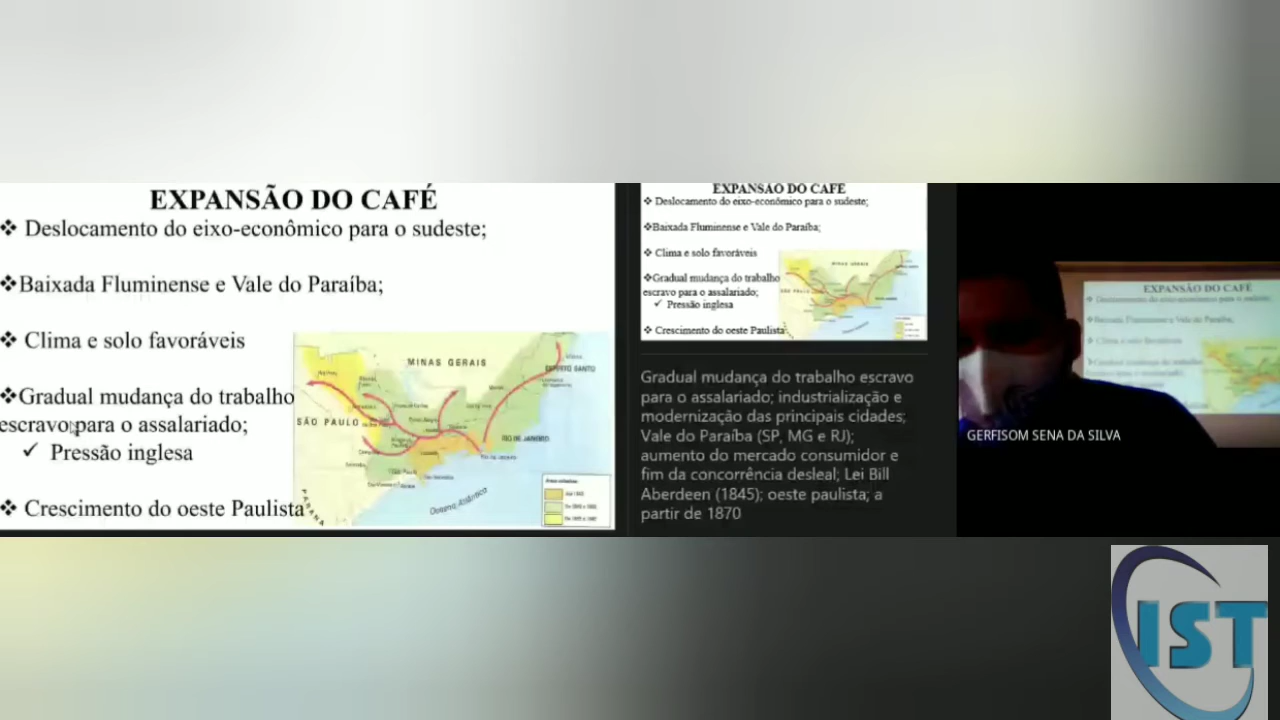 EXPANSÃO DO CAFÉ
❖ Deslocamento do eixo-econômico para o sudeste;
❖Baixada Fluminense e Vale do Paraíba;
❖ Clima e solo favoráveis
❖Gradual mudança do trabalho
escravo para o assalariado;
✓ Pressão inglesa
❖ Crescimento do oeste Paulista
MINAS GERAIS
ESPÍRITO SANTO
SÃO PAULO
RIO DE JANEIRO
PARANÁ
Oceano Atlântico
EXPANSÃO DO CAFÉ
❖ Deslocamento do eixo-econômico para o sudeste;
❖Baixada Fluminense e Vale do Paraíba;
❖ Clima e solo favoráveis
❖Gradual mudança do trabalho
escravo para o assalariado;
✓ Pressão inglesa
❖ Crescimento do oeste Paulista
MINAS GERAIS
Gradual mudança do trabalho escravo
para o assalariado; industrialização e
modernização das principais cidades;
Vale do Paraíba (SP, MG e RJ);
aumento do mercado consumidor e
fim da concorrência desleal; Lei Bill
Aberdeen (1845); oeste paulista; a
partir de 1870
EXPANSÃO DO CAFÉ
GERFISOM SENA DA SILVA
IST